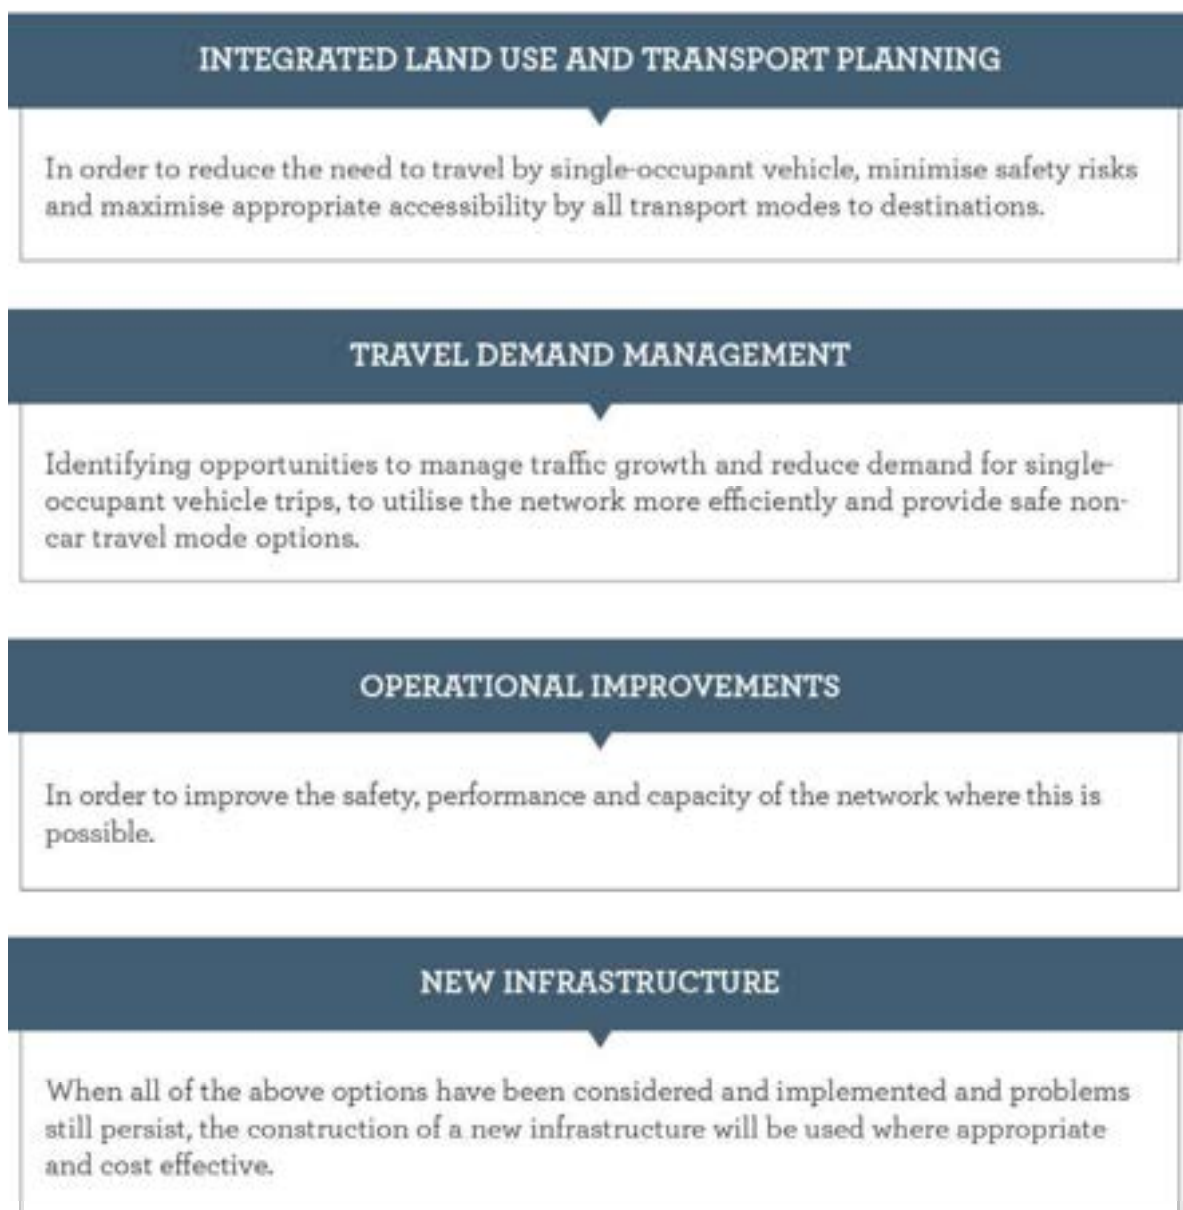 INTEGRATED LAND USE AND TRANSPORT PLANNING
In order to reduce the need to travel by single-occupant vehicle, minimise safety risks
and maximise appropriate accessibility by all transport modes to destinations.
TRAVEL DEMAND MANAGEMENT
Identifying opportunities to manage traffic growth and reduce demand for single-
occupant vehicle trips, to utilise the network more efficiently and provide safe non-
car travel mode options.
OPERATIONAL IMPROVEMENTS
In order to improve the safety, performance and capacity of the network where this is
possible.
NEW INFRASTRUCTURE
When all of the above options have been considered and implemented and problems
still persist, the construction of a new infrastructure will be used where appropriate
and cost effective.